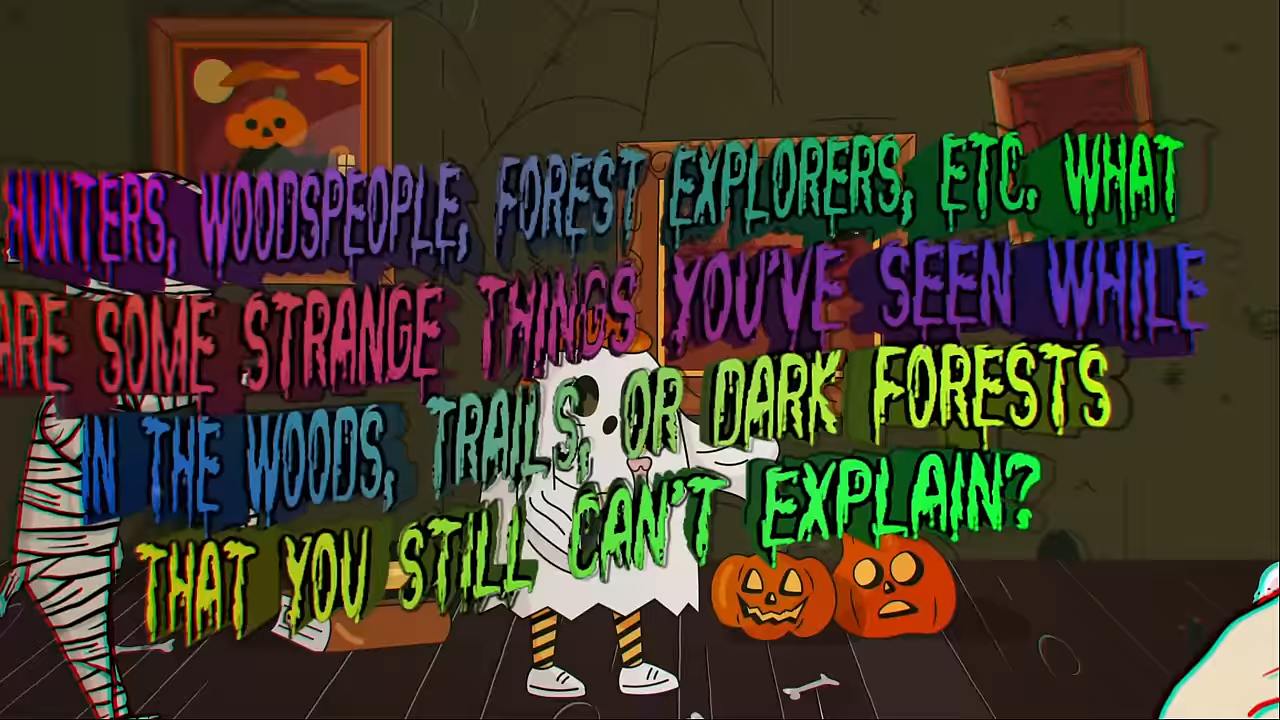 HUNTERS, WOODSPEOPLE, FOREST EXPLORERS, ETC. WHAT
ARE SOME STRANGE THINGS YOU'VE SEEN WHILE
IN THE WOODS, TRAILS, OR DARK FORESTS
THAT YOU STILL CAN'T EXPLAIN?